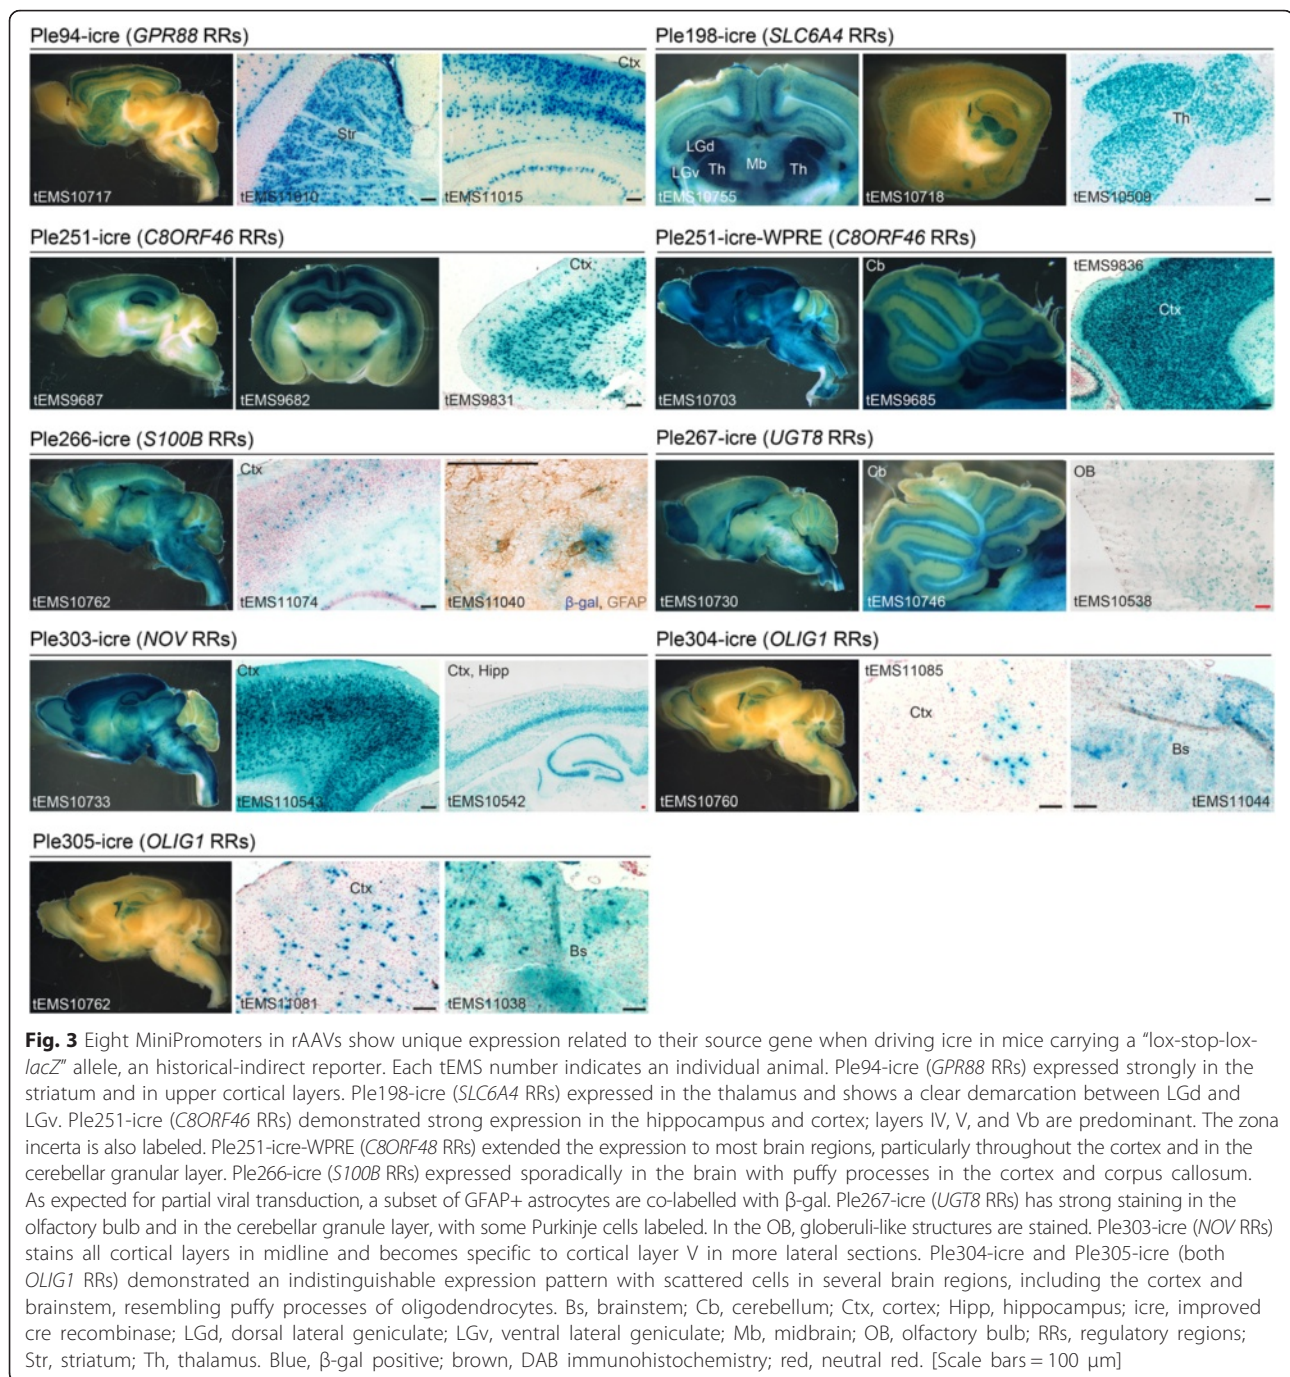 Ple94-icre (GPR88 RRs)
tEMS10717
Str
tEMS11010
Ctx
tEMS11015
Ple198-icre (SLC6A4 RRs)
LGd
LGv
Th
Mb
Th
tEMS10755
tEMS10718
Th
tEMS10509
Ple251-icre (C8ORF46 RRs)
tEMS9687
tEMS9682
Ctx
tEMS9831
Ple251-icre-WPRE (C8ORF46 RRs)
tEMS10703
Cb
tEMS9685
tEMS9836
Ctx
Ple266-icre (S100B RRs)
tEMS10762
Ctx
tEMS11074
tEMS11040
β-gal, GFAP
Ple267-icre (UGT8 RRs)
tEMS10730
Cb
tEMS10746
OB
tEMS10538
Ple303-icre (NOV RRs)
tEMS10733
Ctx
tEMS110543
Ctx, Hipp
tEMS10542
Ple304-icre (OLIG1 RRs)
tEMS10760
tEMS11085
Ctx
Bs
tEMS11044
Ple305-icre (OLIG1 RRs)
tEMS10762
Ctx
tEMS11081
Bs
tEMS11038
Fig. 3 Eight MiniPromoters in rAAVs show unique expression related to their source gene when driving icre in mice carrying a “lox-stop-lox-
lacZ” allele, an historical-indirect reporter. Each tEMS number indicates an individual animal. Ple94-icre (GPR88 RRs) expressed strongly in the
striatum and in upper cortical layers. Ple198-icre (SLC6A4 RRs) expressed in the thalamus and shows a clear demarcation between LGd and
LGv. Ple251-icre (C8ORF46 RRs) demonstrated strong expression in the hippocampus and cortex; layers IV, V, and Vb are predominant. The zona
incerta is also labeled. Ple251-icre-WPRE (C8ORF48 RRs) extended the expression to most brain regions, particularly throughout the cortex and in the
cerebellar granular layer. Ple266-icre (S100B RRs) expressed sporadically in the brain with puffy processes in the cortex and corpus callosum.
As expected for partial viral transduction, a subset of GFAP+ astrocytes are co-labelled with β-gal. Ple267-icre (UGT8 RRs) has strong staining in the
olfactory bulb and in the cerebellar granule layer, with some Purkinje cells labeled. In the OB, globeruli-like structures are stained. Ple303-icre (NOV RRs)
stains all cortical layers in midline and becomes specific to cortical layer V in more lateral sections. Ple304-icre and Ple305-icre (both
OLIG1 RRs) demonstrated an indistinguishable expression pattern with scattered cells in several brain regions, including the cortex and
brainstem, resembling puffy processes of oligodendrocytes. Bs, brainstem; Cb, cerebellum; Ctx, cortex; Hipp, hippocampus; icre, improved
cre recombinase; LGd, dorsal lateral geniculate; LGv, ventral lateral geniculate; Mb, midbrain; OB, olfactory bulb; RRs, regulatory regions;
Str, striatum; Th, thalamus. Blue, β-gal positive; brown, DAB immunohistochemistry; red, neutral red. [Scale bars = 100 μm]